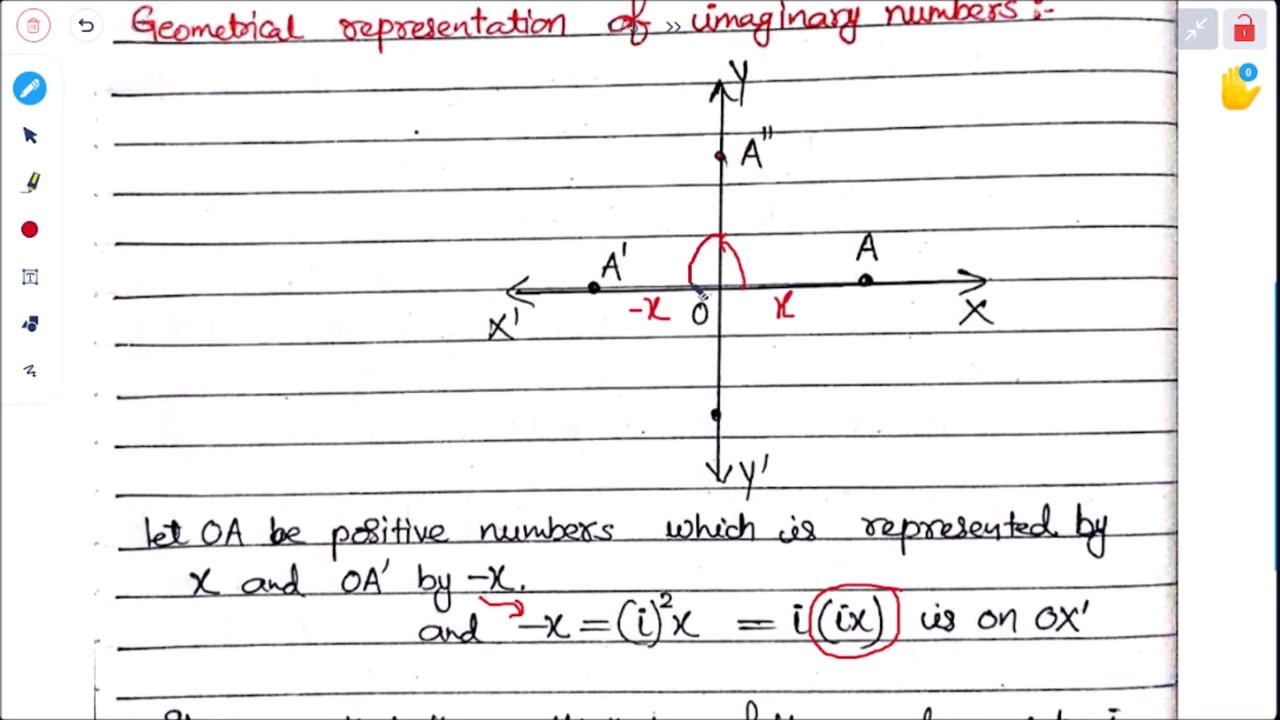 Geometrical representation of » imaginary numbers :-
Y
A"
A'
A
-x
O
x
X'
X
Y'
let OA be positive numbers which is represented by
x and OA' by -x.
and -x = (i)²x = i(ix) is on OX'
0